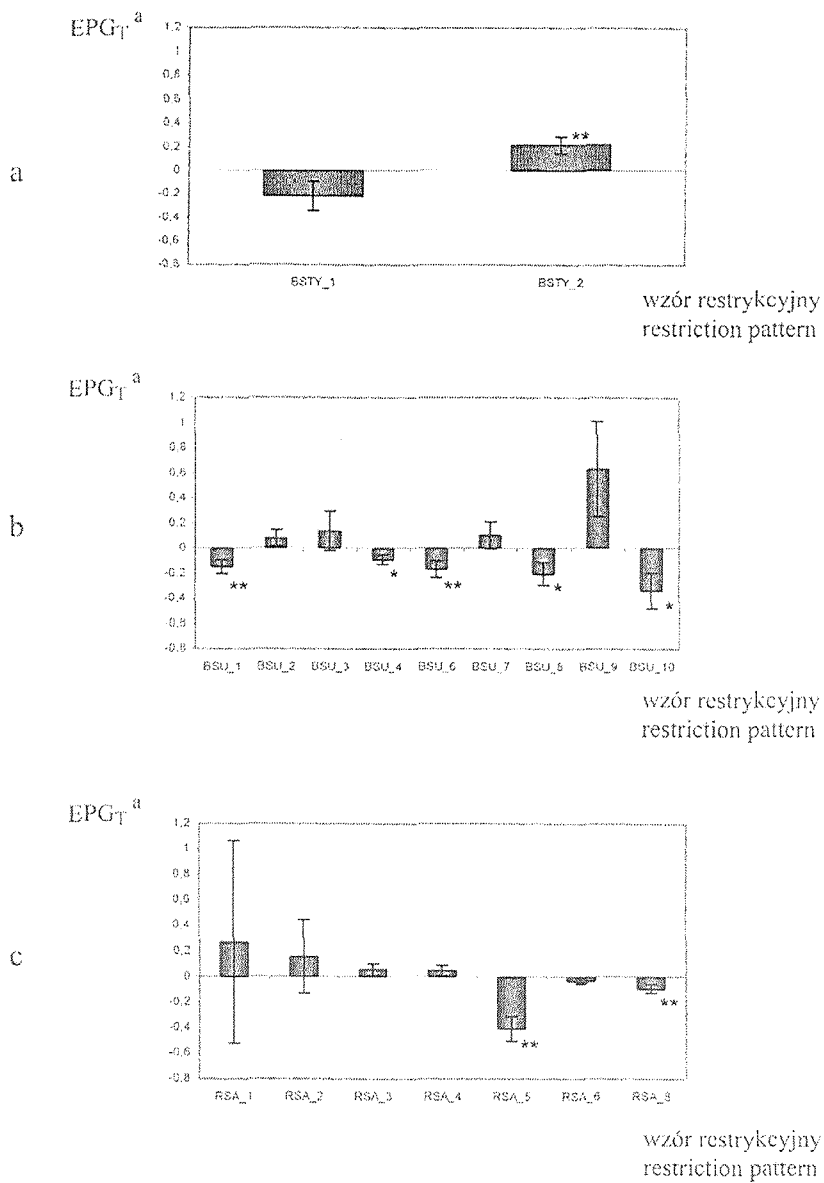 EPG_T ^a
1,2
1
0,8
0,6
0,4
0,2
0
-0,2
-0,4
-0,6
-0,8
a
**
BSTY_1 BSTY_2
wzór restrykcyjny
restriction pattern
EPG_T ^a
1,2
1
0,8
0,6
0,4
0,2
0
-0,2
-0,4
-0,6
-0,8
b
** * ** * *
BSU_1 BSU_2 BSU_3 BSU_4 BSU_6 BSU_7 BSU_8 BSU_9 BSU_10
wzór restrykcyjny
restriction pattern
EPG_T ^a
1,2
1
0,8
0,6
0,4
0,2
0
-0,2
-0,4
-0,6
-0,8
c
** **
RSA_1 RSA_2 RSA_3 RSA_4 RSA_5 RSA_6 RSA_8
wzór restrykcyjny
restriction pattern